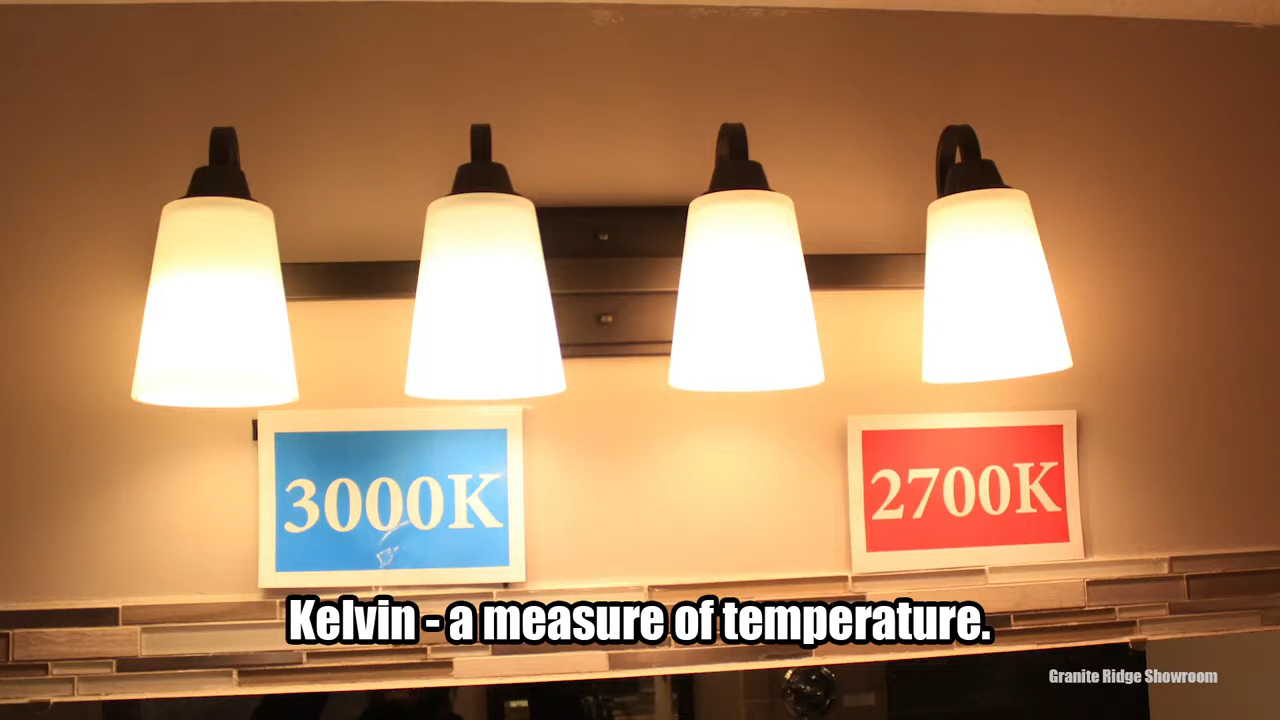 3000K
2700K
Kelvin - a measure of temperature.
Granite Ridge Showroom